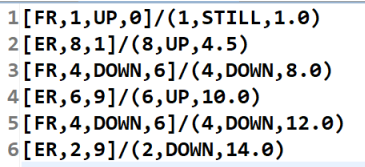 1[FR,1,UP,0]/(1,STILL,1.0)
2[ER,8,1]/(8,UP,4.5)
3[FR,4,DOWN,6]/(4,DOWN,8.0)
4[ER,6,9]/(6,UP,10.0)
5[FR,4,DOWN,6]/(4,DOWN,12.0)
6[ER,2,9]/(2,DOWN,14.0)